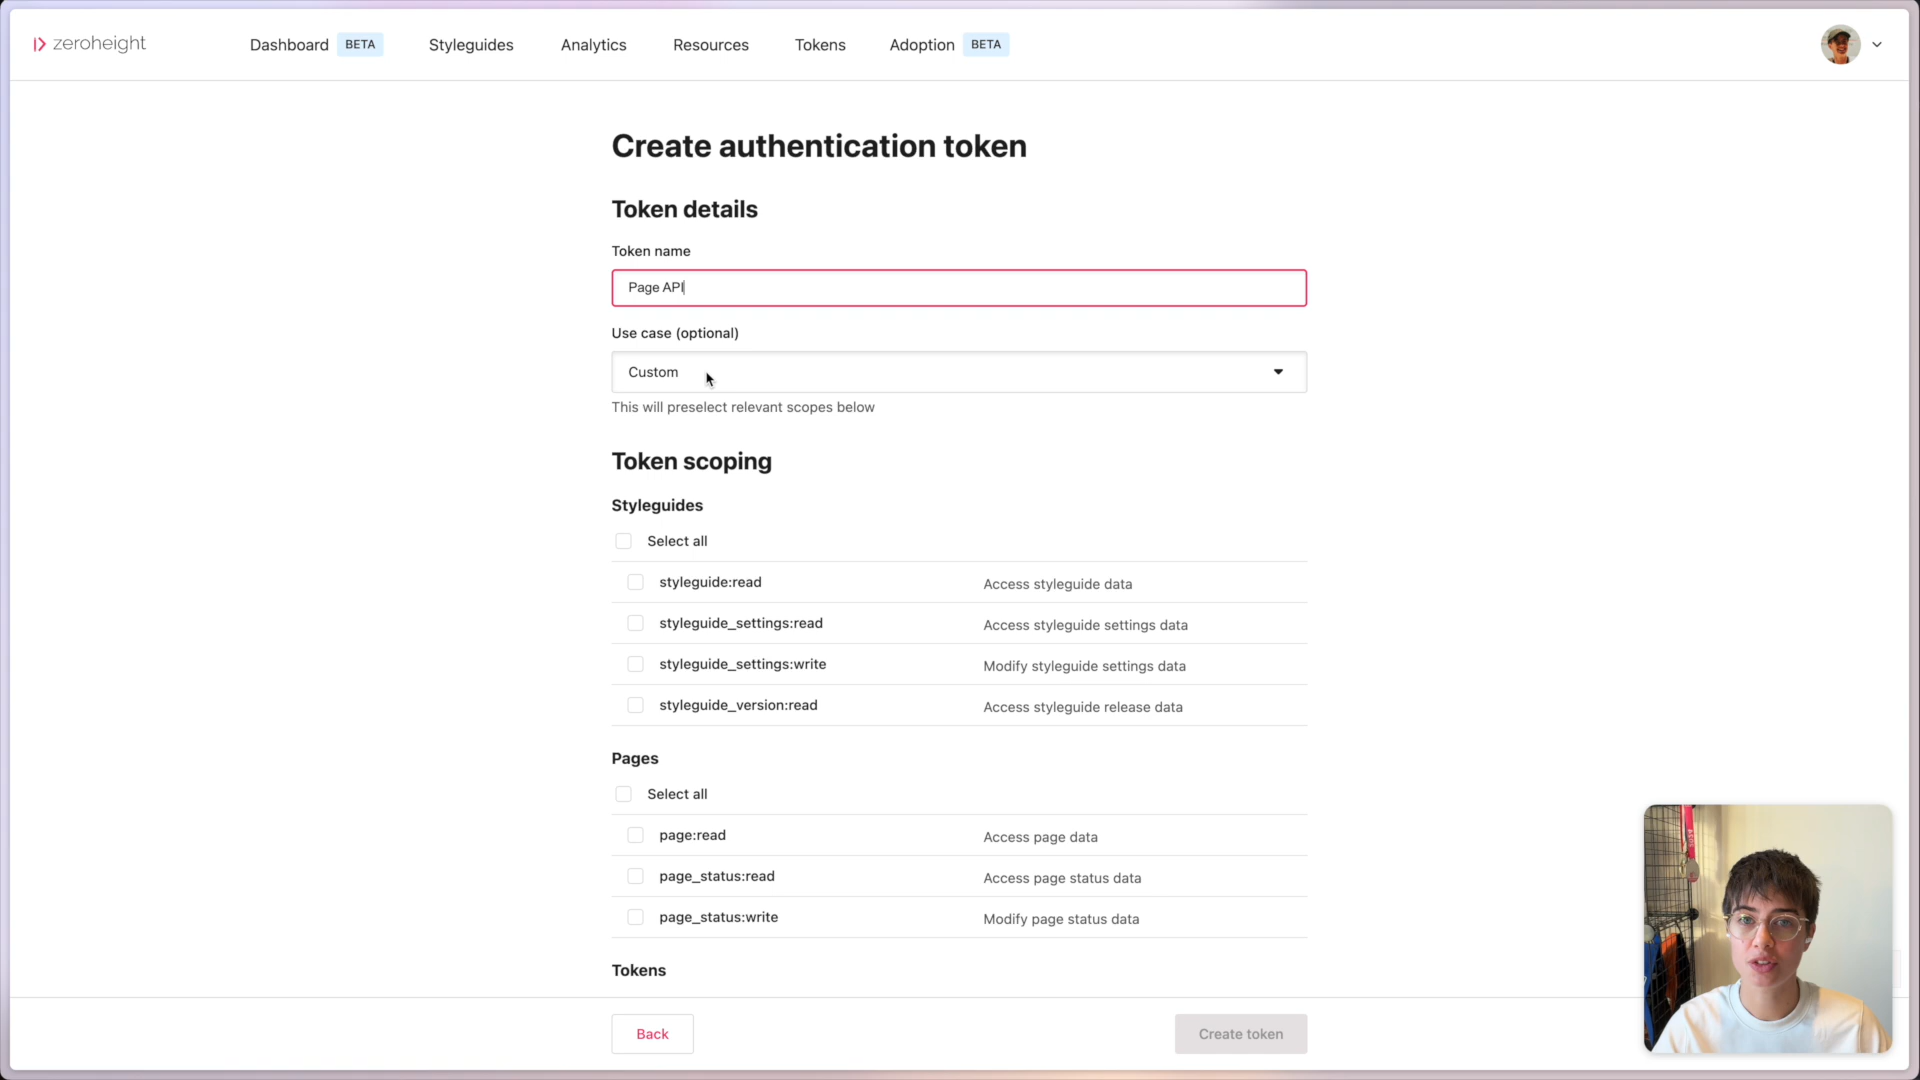 zeroheight
Dashboard BETA Styleguides Analytics Resources Tokens Adoption BETA
Create authentication token
Token details
Token name
Page API
Use case (optional)
Custom
This will preselect relevant scopes below
Token scoping
Styleguides
Select all
styleguide:read Access styleguide data
styleguide_settings:read Access styleguide settings data
styleguide_settings:write Modify styleguide settings data
styleguide_version:read Access styleguide release data
Pages
Select all
page:read Access page data
page_status:read Access page status data
page_status:write Modify page status data
Tokens
Back Create token